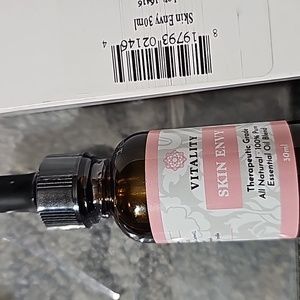 Skin Envy 30ml
8 19793 02146 4
VITALITY
SKIN ENVY
Therapeutic Grade
All Natural · 100% Pure
Essential Oil Blend
30ml